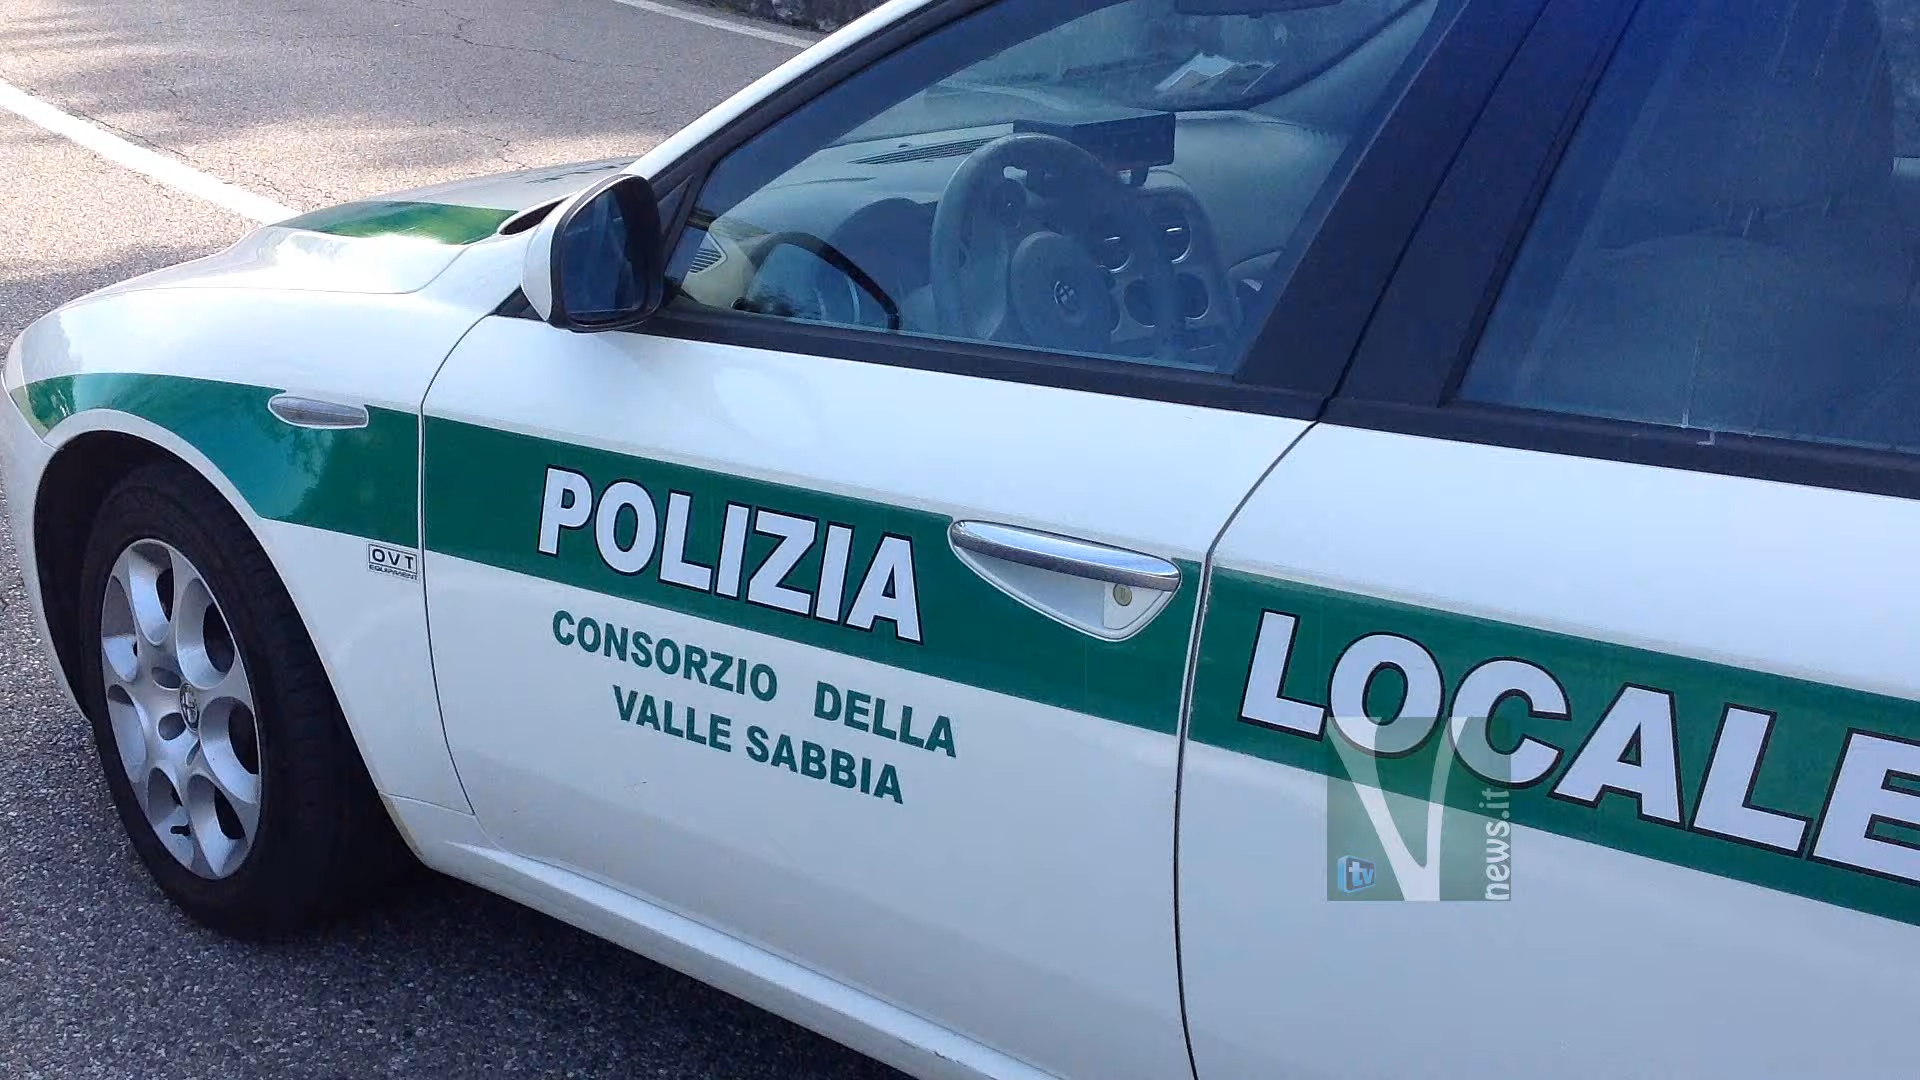 POLIZIA LOCALE
CONSORZIO DELLA
VALLE SABBIA
OVT
EQUIPMENT
V
news.it
tv